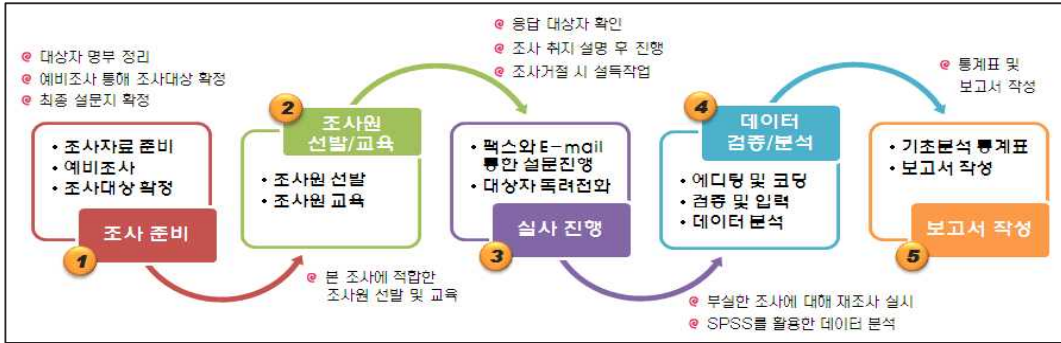 @ 대상자 명부 정리
@ 예비조사 통해 조사대상 확정
@ 최종 설문지 확정
• 조사자료 준비
• 예비조사
• 조사대상 확정
조사 준비
1
2
조사원
선발/교육
• 조사원 선발
• 조사원 교육
@ 본 조사에 적합한
조사원 선발 및 교육
@ 응답 대상자 확인
@ 조사 취지 설명 후 진행
@ 조사거절 시 설득작업
• 팩스와 E-mail
통한 설문진행
• 대상자 독려전화
실사 진행
3
4
데이터
검증/분석
• 에디팅 및 코딩
• 검증 및 입력
• 데이터 분석
@ 부실한 조사에 대해 재조사 실시
@ SPSS를 활용한 데이터 분석
@ 통계표 및
보고서 작성
• 기초분석 통계표
• 보고서 작성
보고서 작성
5